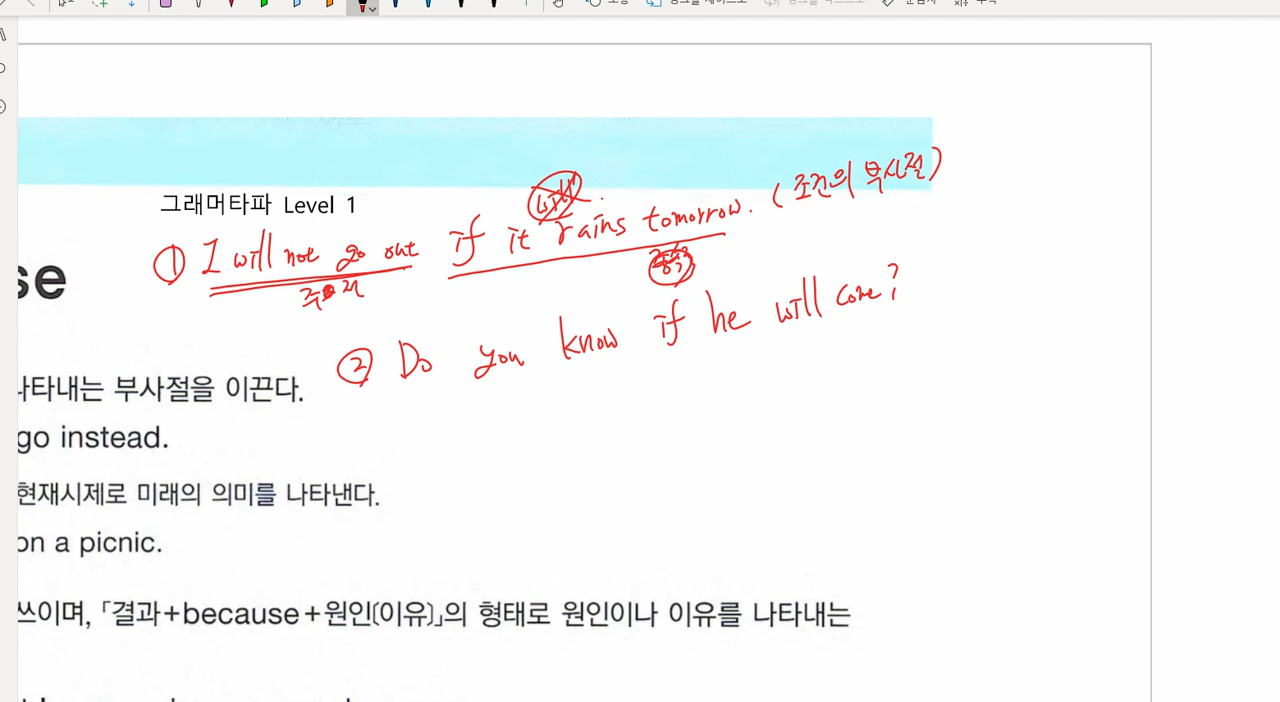 그래머타파 Level 1
will
(조건의 부사절)
① I will not go out if it rains tomorrow.
② Do you know if he will come?
se
나타내는 부사절을 이끈다.
go instead.
현재시제로 미래의 의미를 나타낸다.
on a picnic.
쓰이며, 「결과+because+원인(이유)」의 형태로 원인이나 이유를 나타내는